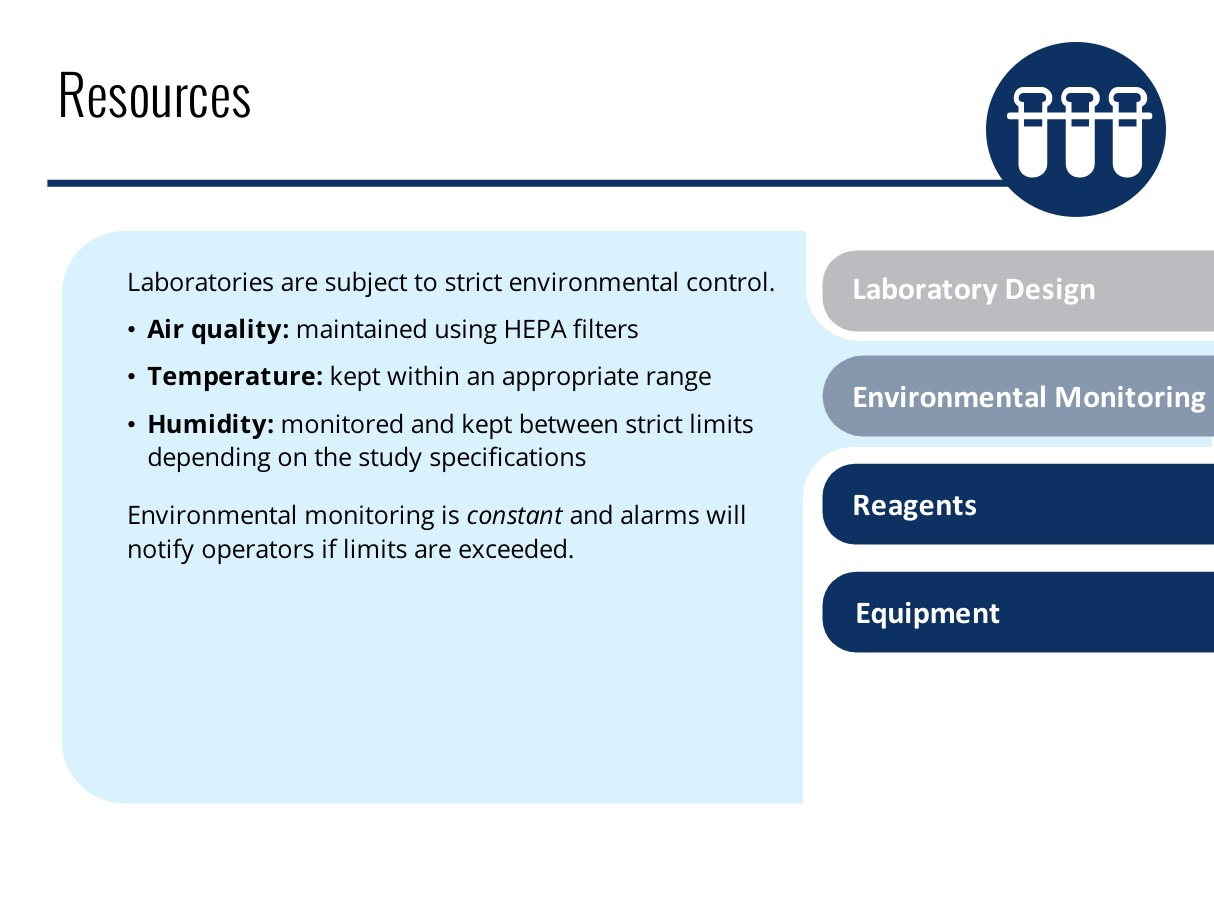 Resources
Laboratories are subject to strict environmental control.
• Air quality: maintained using HEPA filters
• Temperature: kept within an appropriate range
• Humidity: monitored and kept between strict limits
depending on the study specifications
Environmental monitoring is constant and alarms will
notify operators if limits are exceeded.
Laboratory Design
Environmental Monitoring
Reagents
Equipment